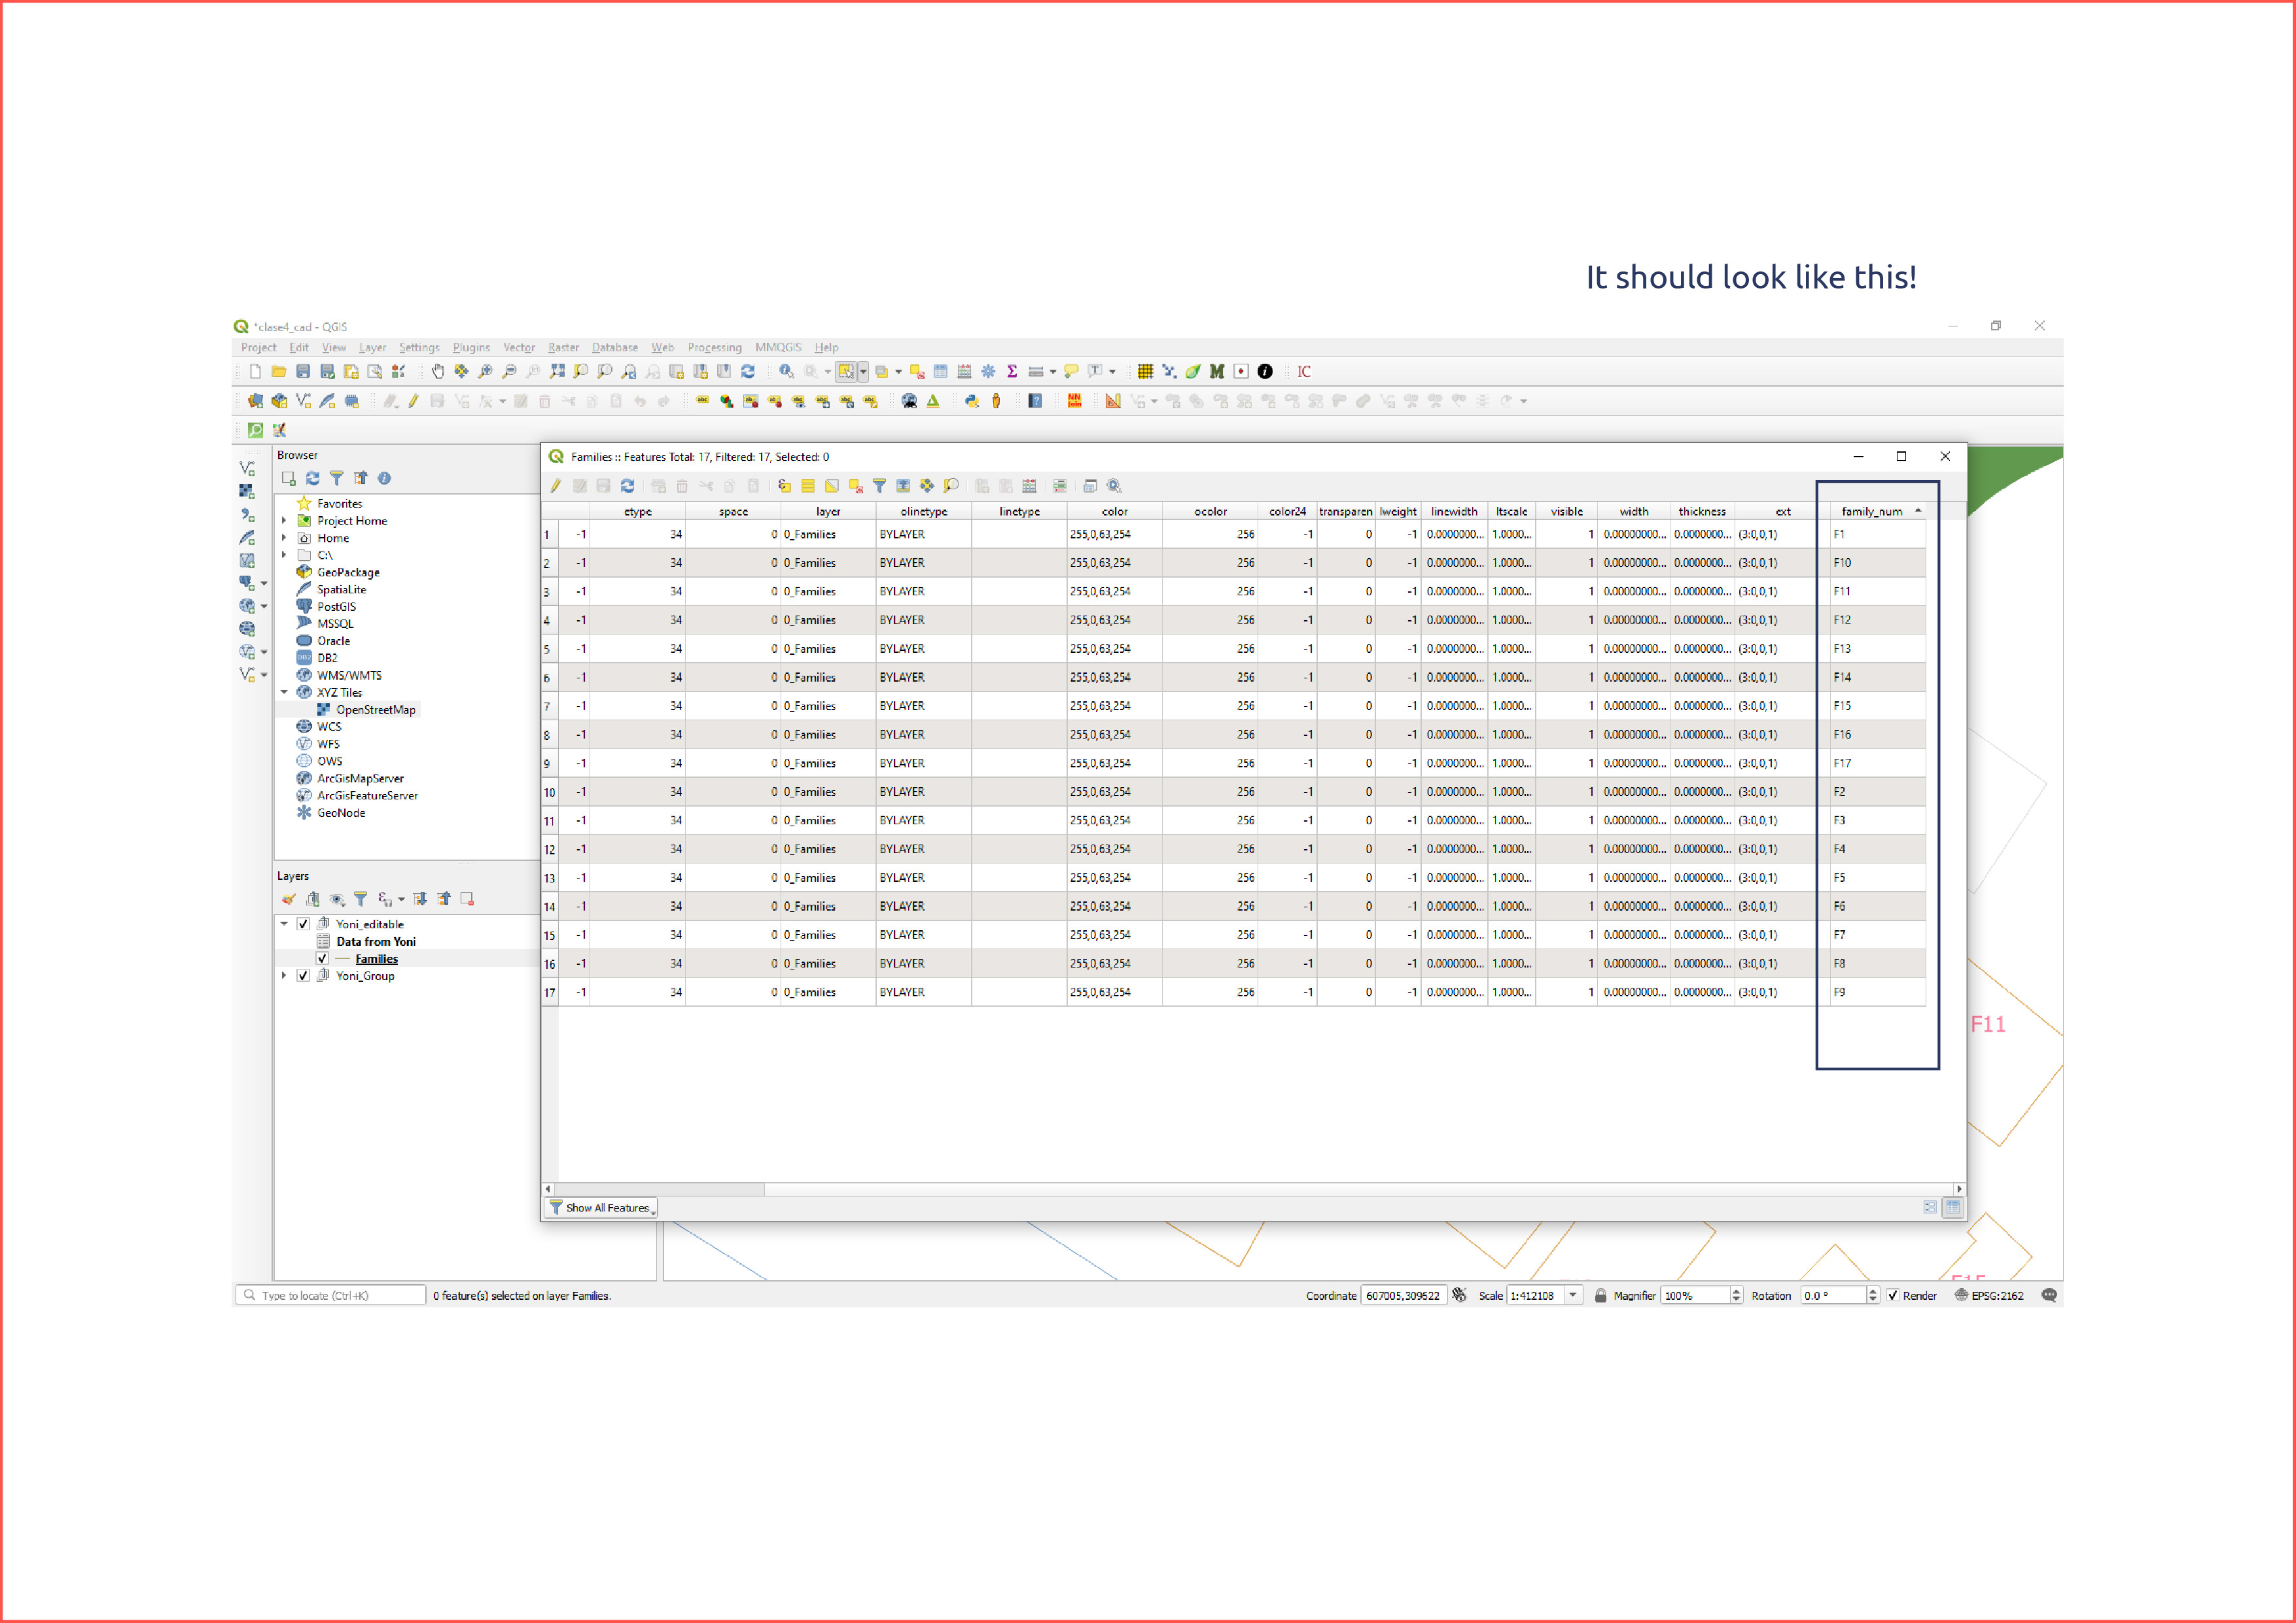 It should look like this!
*clase4_cad - QGIS
Project Edit View Layer Settings Plugins Vector Raster Database Web Processing MMQGIS Help
IC
Browser
Favorites
Project Home
Home
C:\
GeoPackage
SpatiaLite
PostGIS
MSSQL
Oracle
DB2
WMS/WMTS
XYZ Tiles
OpenStreetMap
WCS
WFS
OWS
ArcGisMapServer
ArcGisFeatureServer
GeoNode
Layers
Yoni_editable
Data from Yoni
Families
Yoni_Group
Families :: Features Total: 17, Filtered: 17, Selected: 0
etype space layer olinetype linetype color ocolor color24 transparen lweight linewidth ltscale visible width thickness ext family_num
1 -1 34 0 0_Families BYLAYER 255,0,63,254 256 -1 0 -1 0.0000000... 1.0000... 1 0.00000000... 0.0000000... (3:0,0,1) F1
2 -1 34 0 0_Families BYLAYER 255,0,63,254 256 -1 0 -1 0.0000000... 1.0000... 1 0.00000000... 0.0000000... (3:0,0,1) F10
3 -1 34 0 0_Families BYLAYER 255,0,63,254 256 -1 0 -1 0.0000000... 1.0000... 1 0.00000000... 0.0000000... (3:0,0,1) F11
4 -1 34 0 0_Families BYLAYER 255,0,63,254 256 -1 0 -1 0.0000000... 1.0000... 1 0.00000000... 0.0000000... (3:0,0,1) F12
5 -1 34 0 0_Families BYLAYER 255,0,63,254 256 -1 0 -1 0.0000000... 1.0000... 1 0.00000000... 0.0000000... (3:0,0,1) F13
6 -1 34 0 0_Families BYLAYER 255,0,63,254 256 -1 0 -1 0.0000000... 1.0000... 1 0.00000000... 0.0000000... (3:0,0,1) F14
7 -1 34 0 0_Families BYLAYER 255,0,63,254 256 -1 0 -1 0.0000000... 1.0000... 1 0.00000000... 0.0000000... (3:0,0,1) F15
8 -1 34 0 0_Families BYLAYER 255,0,63,254 256 -1 0 -1 0.0000000... 1.0000... 1 0.00000000... 0.0000000... (3:0,0,1) F16
9 -1 34 0 0_Families BYLAYER 255,0,63,254 256 -1 0 -1 0.0000000... 1.0000... 1 0.00000000... 0.0000000... (3:0,0,1) F17
10 -1 34 0 0_Families BYLAYER 255,0,63,254 256 -1 0 -1 0.0000000... 1.0000... 1 0.00000000... 0.0000000... (3:0,0,1) F2
11 -1 34 0 0_Families BYLAYER 255,0,63,254 256 -1 0 -1 0.0000000... 1.0000... 1 0.00000000... 0.0000000... (3:0,0,1) F3
12 -1 34 0 0_Families BYLAYER 255,0,63,254 256 -1 0 -1 0.0000000... 1.0000... 1 0.00000000... 0.0000000... (3:0,0,1) F4
13 -1 34 0 0_Families BYLAYER 255,0,63,254 256 -1 0 -1 0.0000000... 1.0000... 1 0.00000000... 0.0000000... (3:0,0,1) F5
14 -1 34 0 0_Families BYLAYER 255,0,63,254 256 -1 0 -1 0.0000000... 1.0000... 1 0.00000000... 0.0000000... (3:0,0,1) F6
15 -1 34 0 0_Families BYLAYER 255,0,63,254 256 -1 0 -1 0.0000000... 1.0000... 1 0.00000000... 0.0000000... (3:0,0,1) F7
16 -1 34 0 0_Families BYLAYER 255,0,63,254 256 -1 0 -1 0.0000000... 1.0000... 1 0.00000000... 0.0000000... (3:0,0,1) F8
17 -1 34 0 0_Families BYLAYER 255,0,63,254 256 -1 0 -1 0.0000000... 1.0000... 1 0.00000000... 0.0000000... (3:0,0,1) F9
F11
Show All Features
Type to locate (Ctrl+K) 0 feature(s) selected on layer Families. Coordinate 607005,309622 Scale 1:412108 Magnifier 100% Rotation 0.0 ° Render EPSG:2162